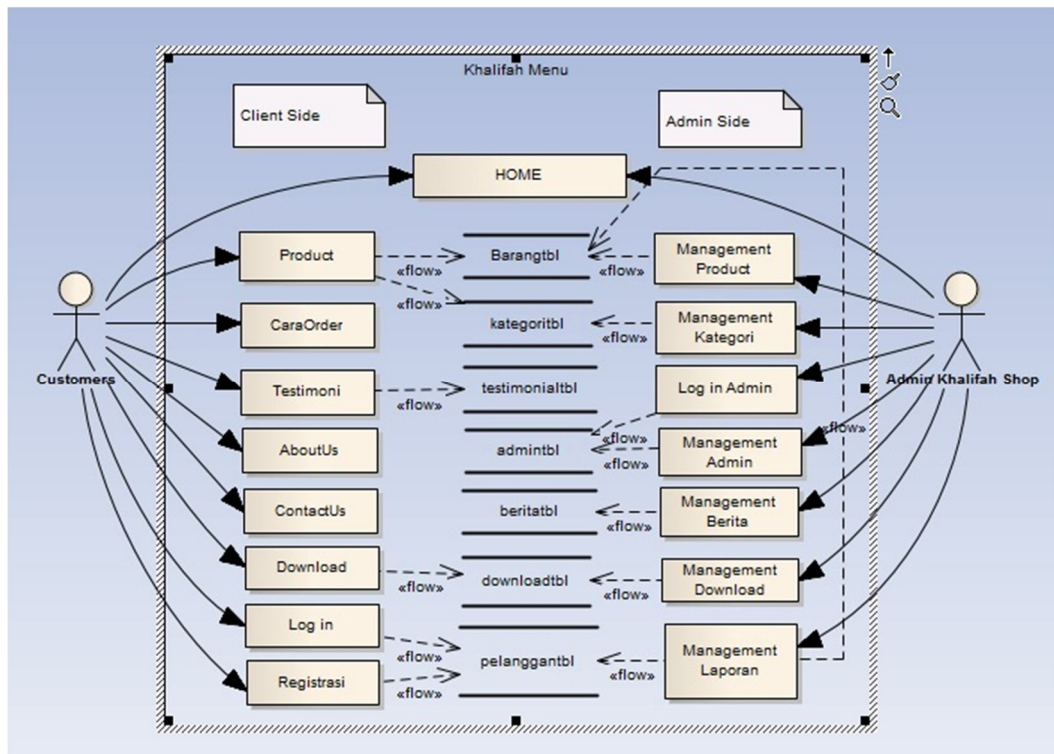 Khalifah Menu
Client Side
Admin Side
HOME
Product
«flow»
Barangtbl
«flow»
Management
Product
«flow»
CaraOrder
kategoritbl
«flow»
Management
Kategori
Customers
Testimoni
«flow»
testimonialtbl
Log in Admin
Admin Khalifah Shop
«flow»
«flow»
AboutUs
admintbl
«flow»
Management
Admin
ContactUs
beritatbl
«flow»
Management
Berita
Download
«flow»
downloadtbl
«flow»
Management
Download
Log in
«flow»
pelanggantbl
«flow»
Management
Laporan
Registrasi
«flow»